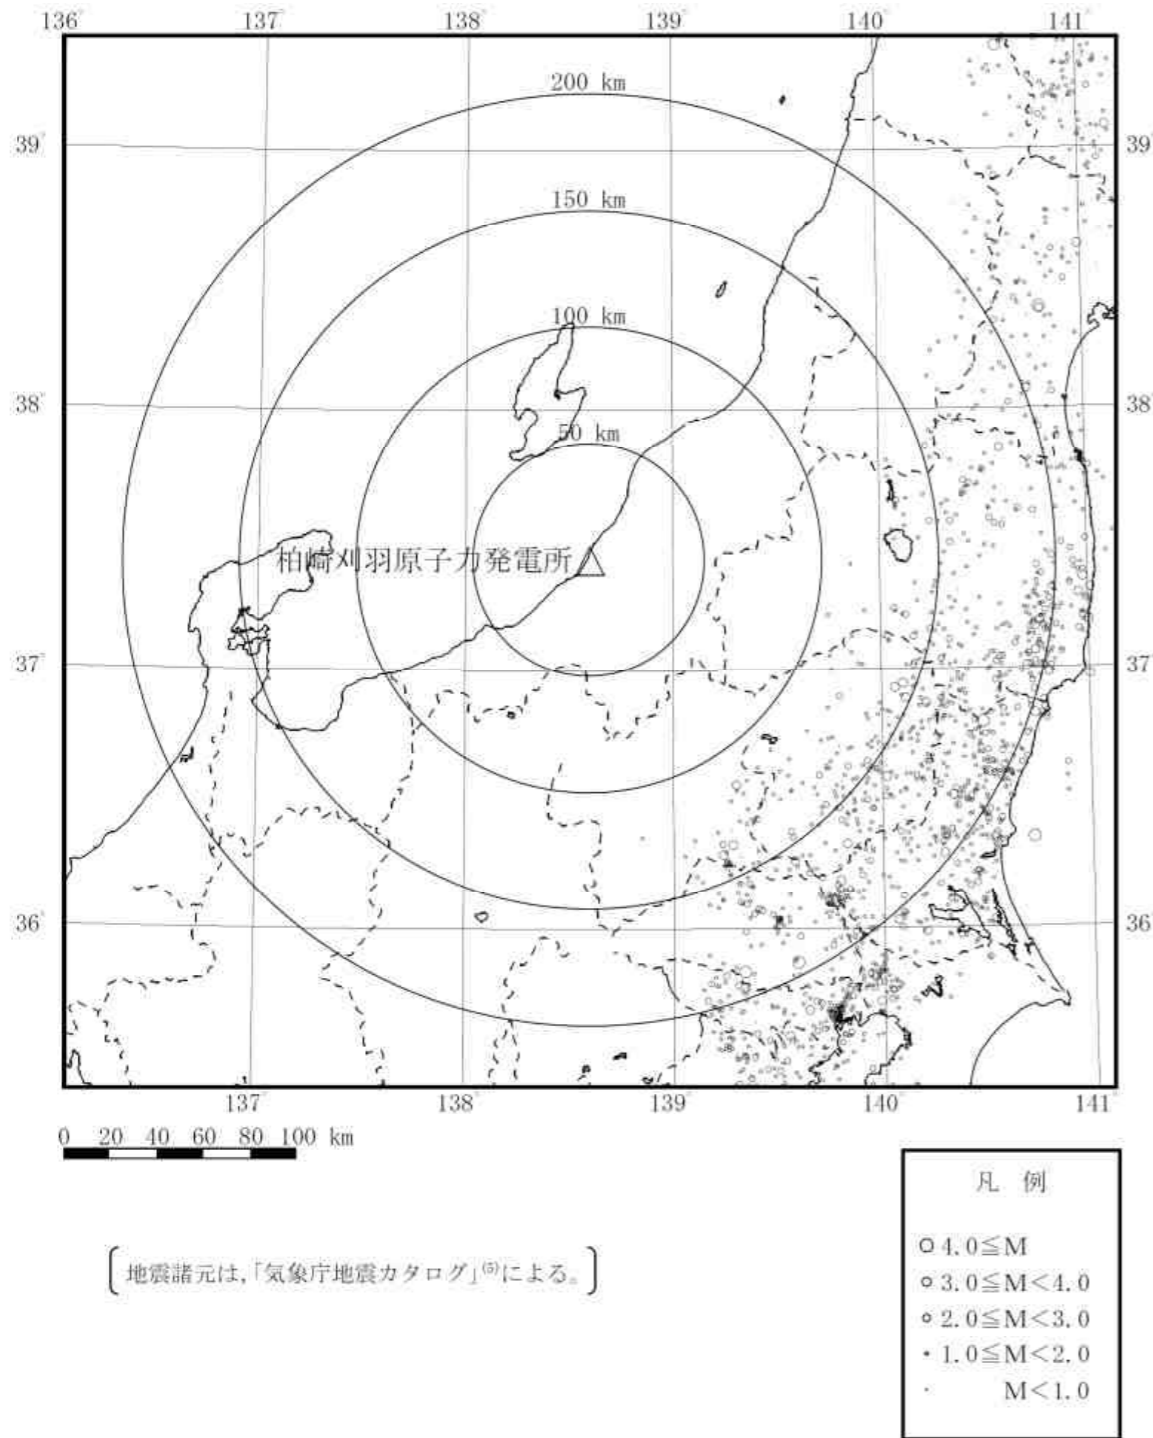 136° 137° 138° 139° 140° 141°
200 km
39° 39°
150 km
100 km
38° 38°
50 km
柏崎刈羽原子力発電所
37° 37°
36° 36°
137° 138° 139° 140° 141°
0 20 40 60 80 100 km
凡 例
4.0≦M
3.0≦M<4.0
2.0≦M<3.0
1.0≦M<2.0
M<1.0
地震諸元は,「気象庁地震カタログ」⁽⁵⁾による。